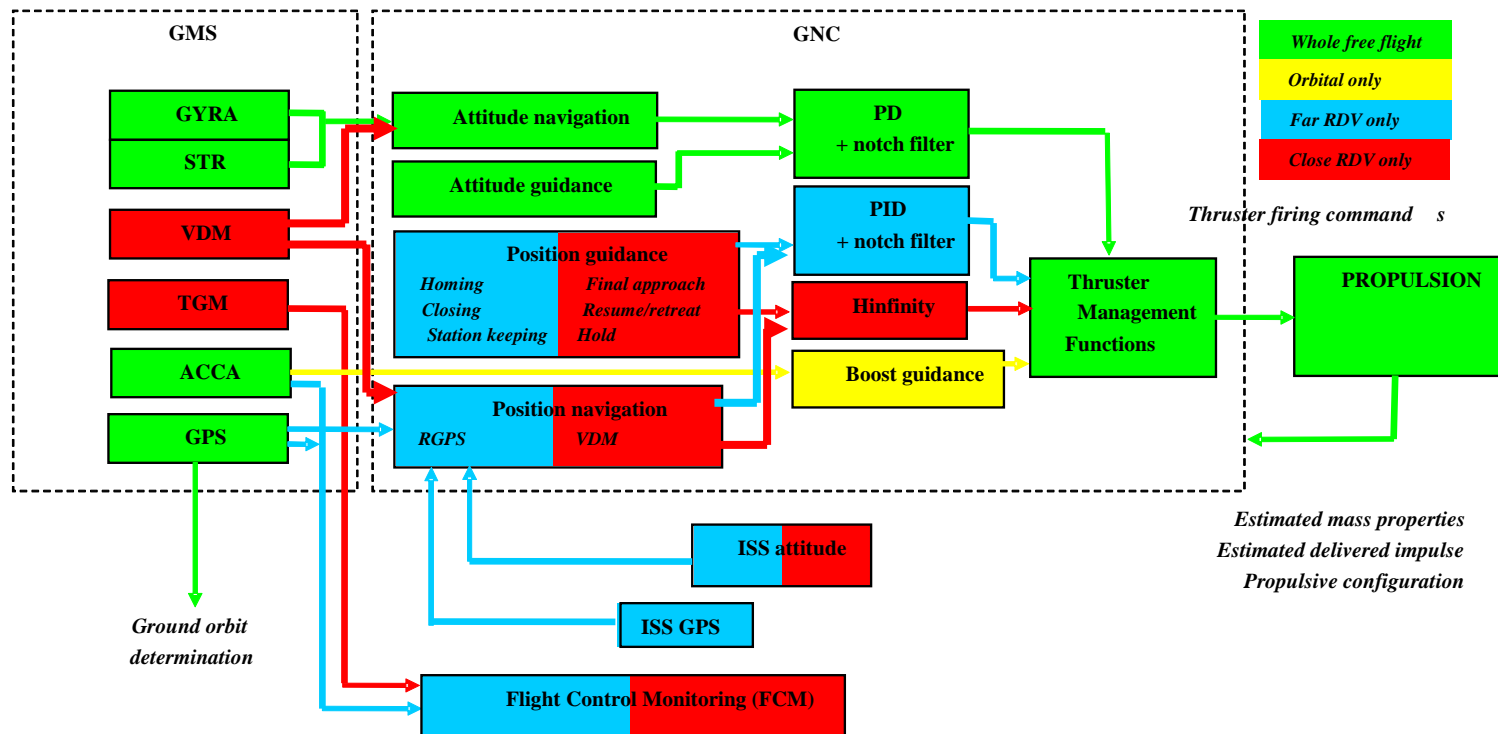 GMS
GYRA
STR
VDM
TGM
ACCA
GPS
Ground orbit
determination
GNC
Attitude navigation
Attitude guidance
Position guidance
Homing Final approach
Closing Resume/retreat
Station keeping Hold
Position navigation
RGPS VDM
PD
+ notch filter
PID
+ notch filter
Hinfinity
Boost guidance
Thruster
Management
Functions
ISS attitude
ISS GPS
Flight Control Monitoring (FCM)
Whole free flight
Orbital only
Far RDV only
Close RDV only
Thruster firing command s
PROPULSION
Estimated mass properties
Estimated delivered impulse
Propulsive configuration